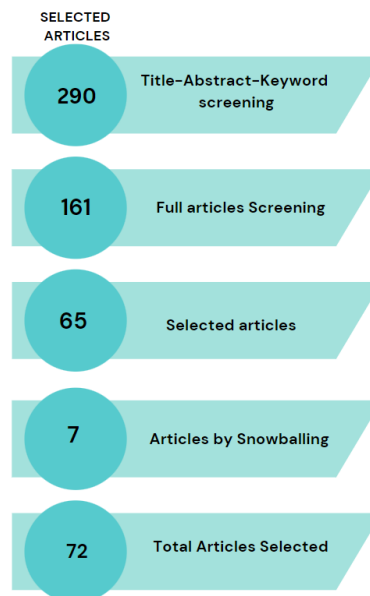 SELECTED
ARTICLES
290
Title-Abstract-Keyword
screening
161
Full articles Screening
65
Selected articles
7
Articles by Snowballing
72
Total Articles Selected